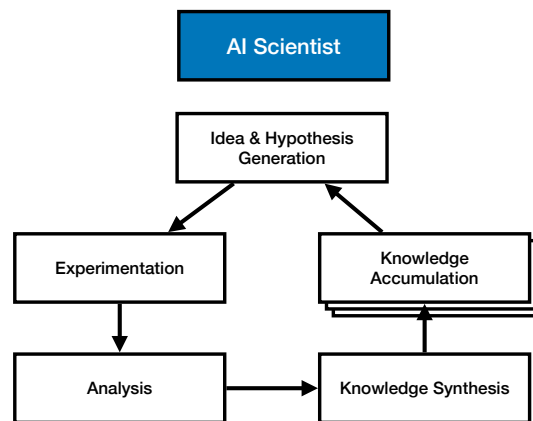 AI Scientist
Idea & Hypothesis
Generation
Experimentation
Knowledge
Accumulation
Analysis
Knowledge Synthesis